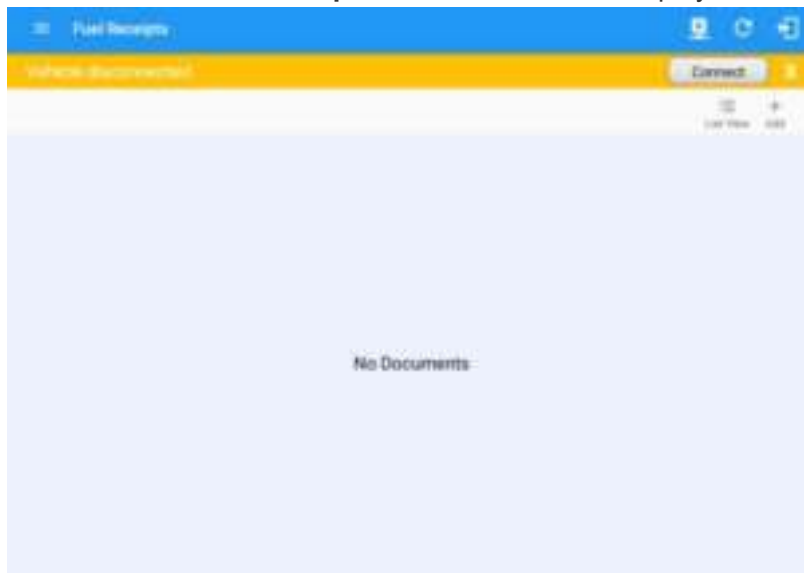 Fuel Receipts
Vehicle disconnected
Connect
List View Add
No Documents